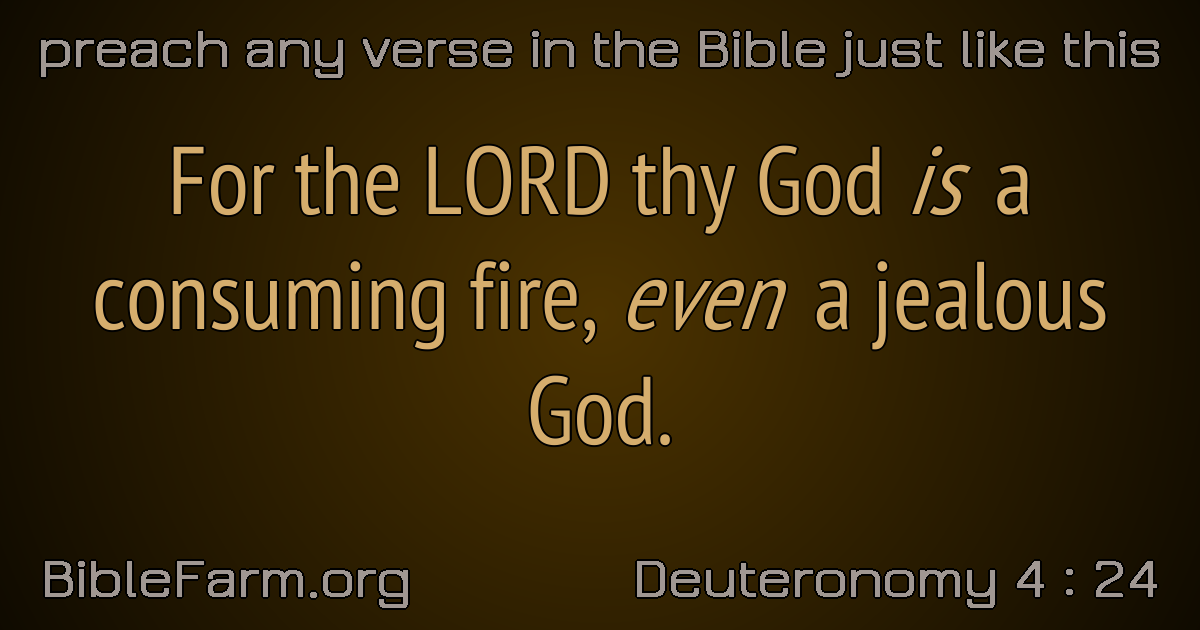 preach any verse in the Bible just like this
For the LORD thy God is a
consuming fire, even a jealous
God.
BibleFarm.org
Deuteronomy 4 : 24